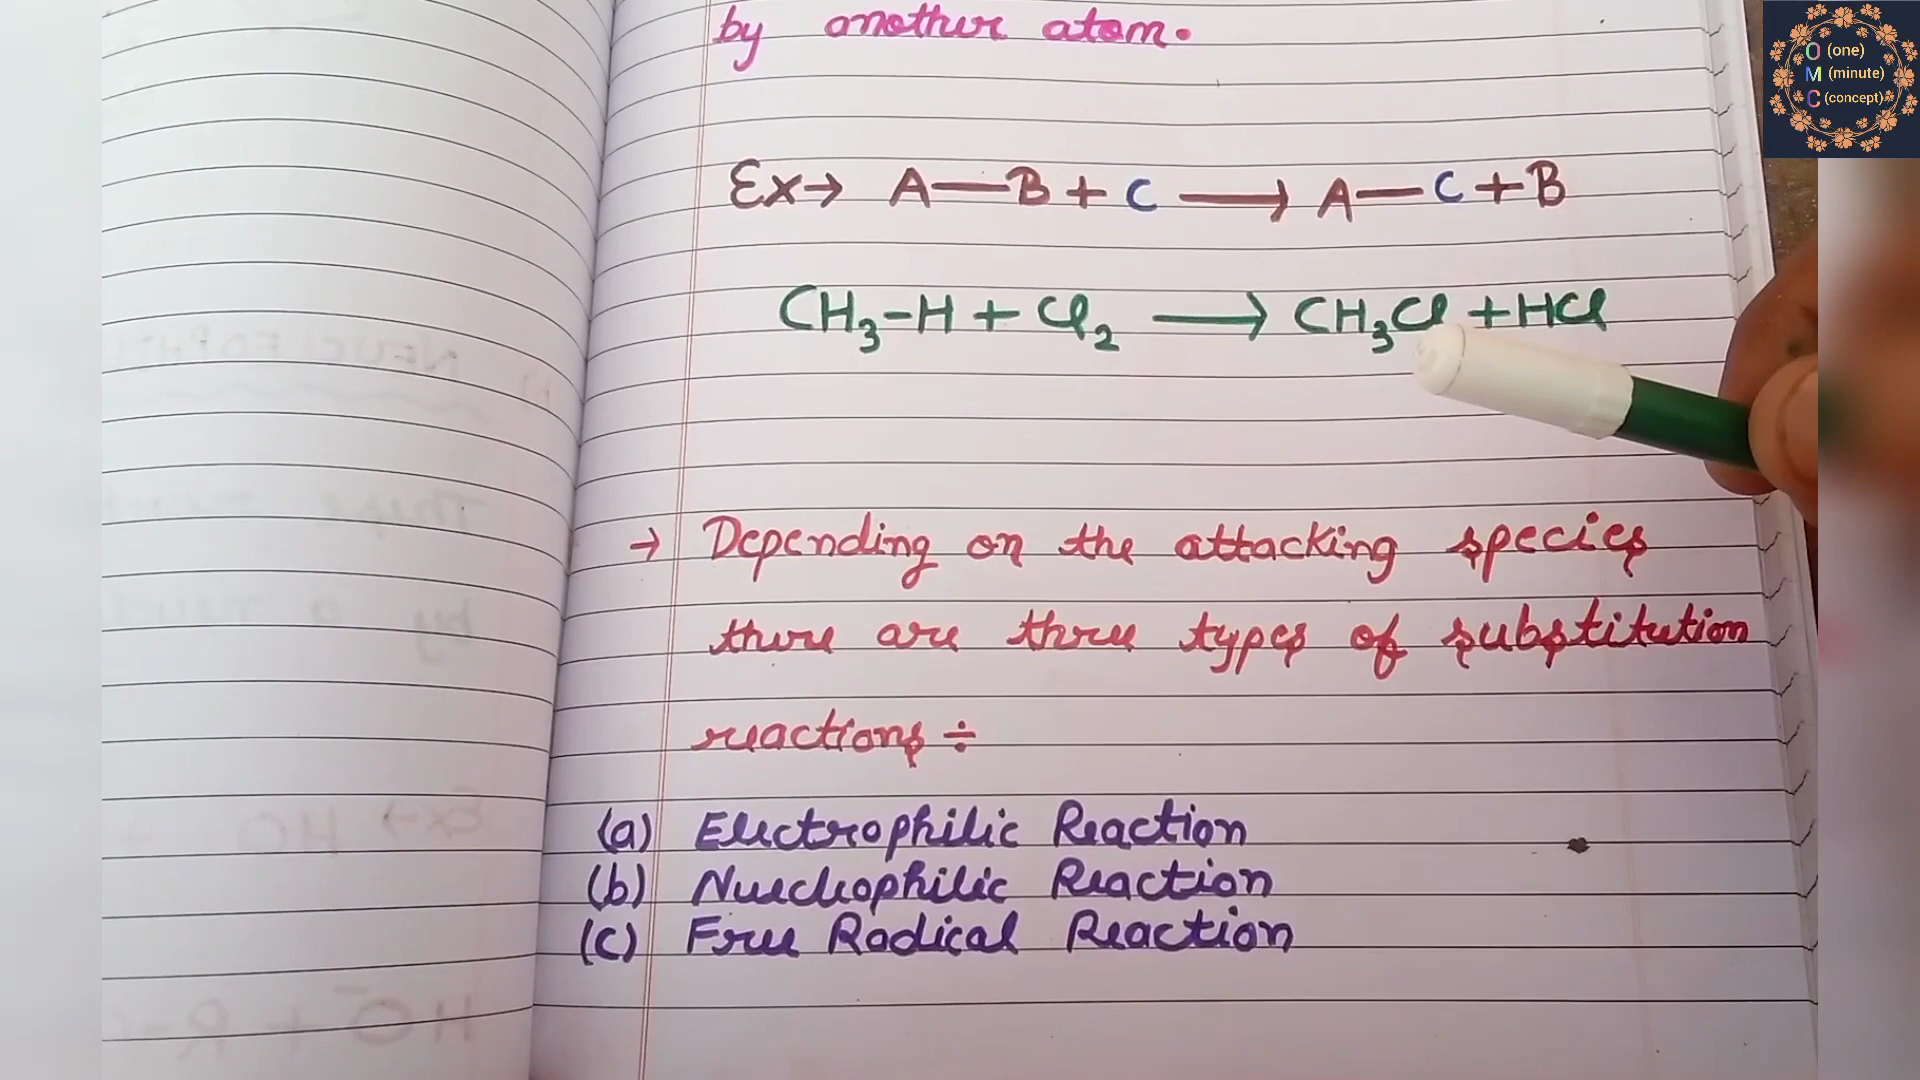 by another atom.
O (one)
M (minute)
C (concept)
Ex→ A—B + C ⟶ A—C + B
CH₃-H + Cl₂ ⟶ CH₃Cl + HCl
→ Depending on the attacking species
there are three types of substitution
reactions ÷
(a) Electrophilic Reaction
(b) Nuecleophilic Reaction
(c) Free Radical Reaction